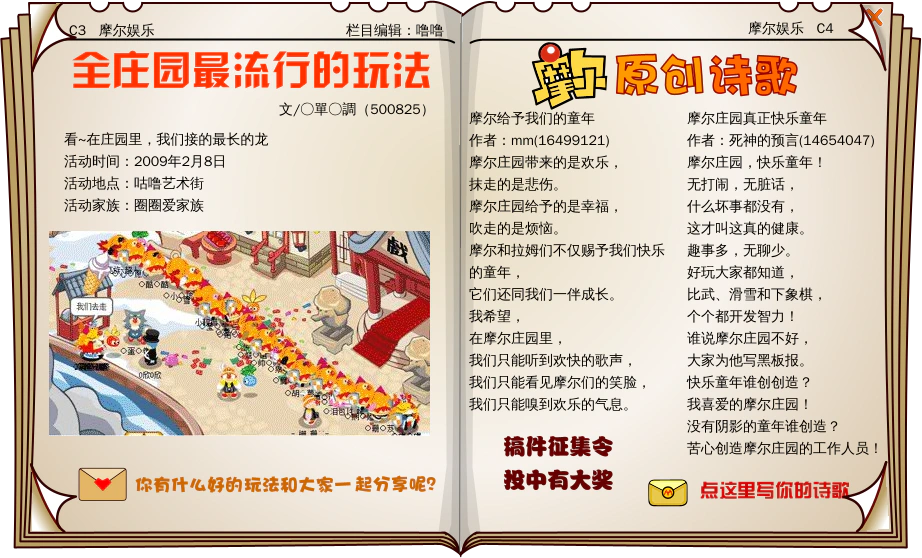 C3 摩尔娱乐
栏目编辑：噜噜
全庄园最流行的玩法
文/〇單〇調（500825）
看~在庄园里，我们接的最长的龙
活动时间：2009年2月8日
活动地点：咕噜艺术街
活动家族：圈圈爱家族
戲
我们去走
你有什么好的玩法和大家一起分享呢？
摩尔娱乐 C4
摩尔原创诗歌
摩尔给予我们的童年
作者：mm(16499121)
摩尔庄园带来的是欢乐，
抹走的是悲伤。
摩尔庄园给予的是幸福，
吹走的是烦恼。
摩尔和拉姆们不仅赐予我们快乐
的童年，
它们还同我们一伴成长。
我希望，
在摩尔庄园里，
我们只能听到欢快的歌声，
我们只能看见摩尔们的笑脸，
我们只能嗅到欢乐的气息。
稿件征集令
投中有大奖
摩尔庄园真正快乐童年
作者：死神的预言(14654047)
摩尔庄园，快乐童年！
无打闹，无脏话，
什么坏事都没有，
这才叫这真的健康。
趣事多，无聊少。
好玩大家都知道，
比武、滑雪和下象棋，
个个都开发智力！
谁说摩尔庄园不好，
大家为他写黑板报。
快乐童年谁创创造？
我喜爱的摩尔庄园！
没有阴影的童年谁创造？
苦心创造摩尔庄园的工作人员！
点这里写你的诗歌